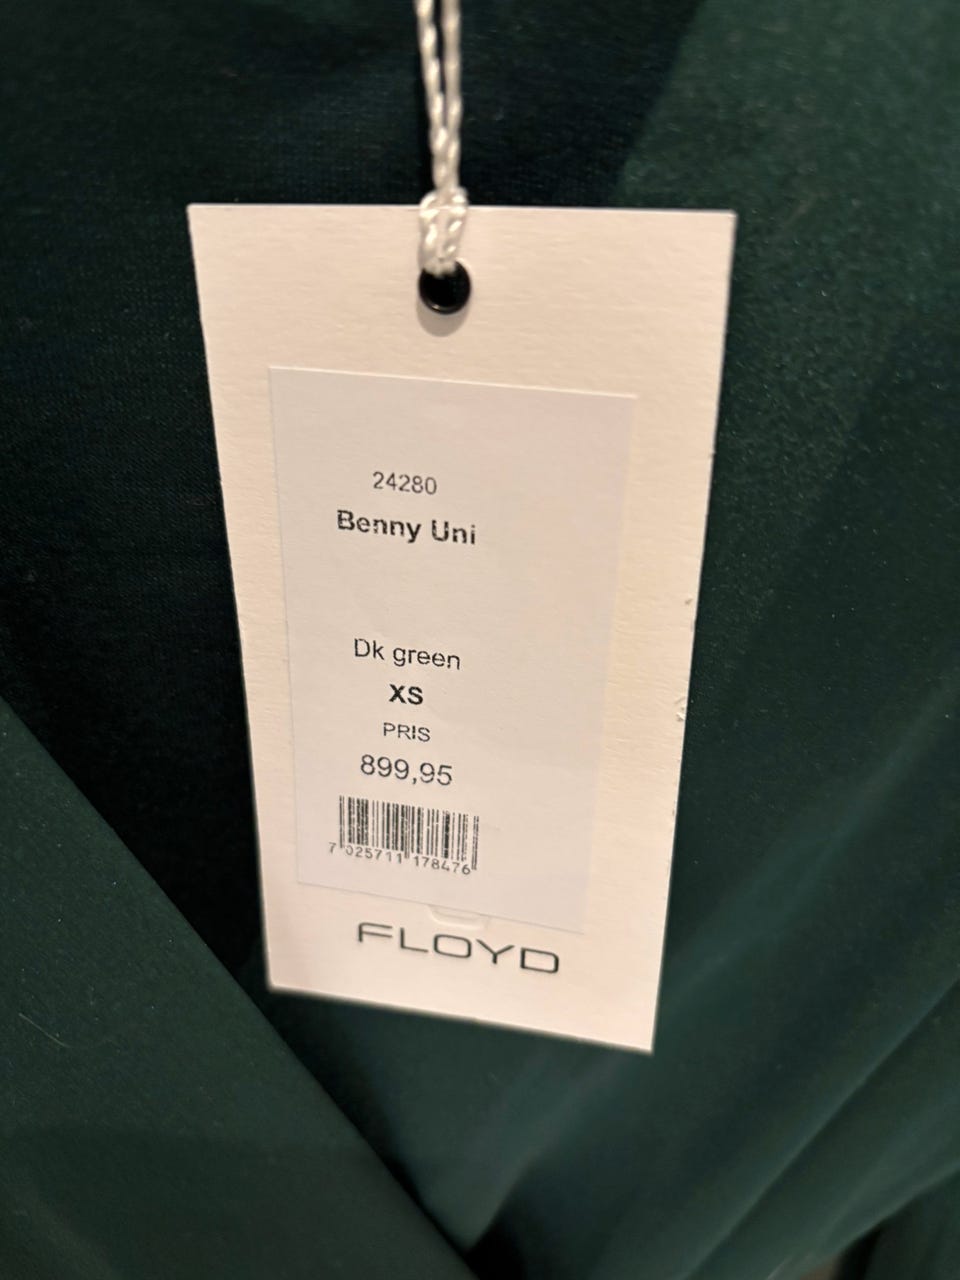 24280
Benny Uni
Dk green
XS
PRIS
899,95
7 025711 178476
FLOYD